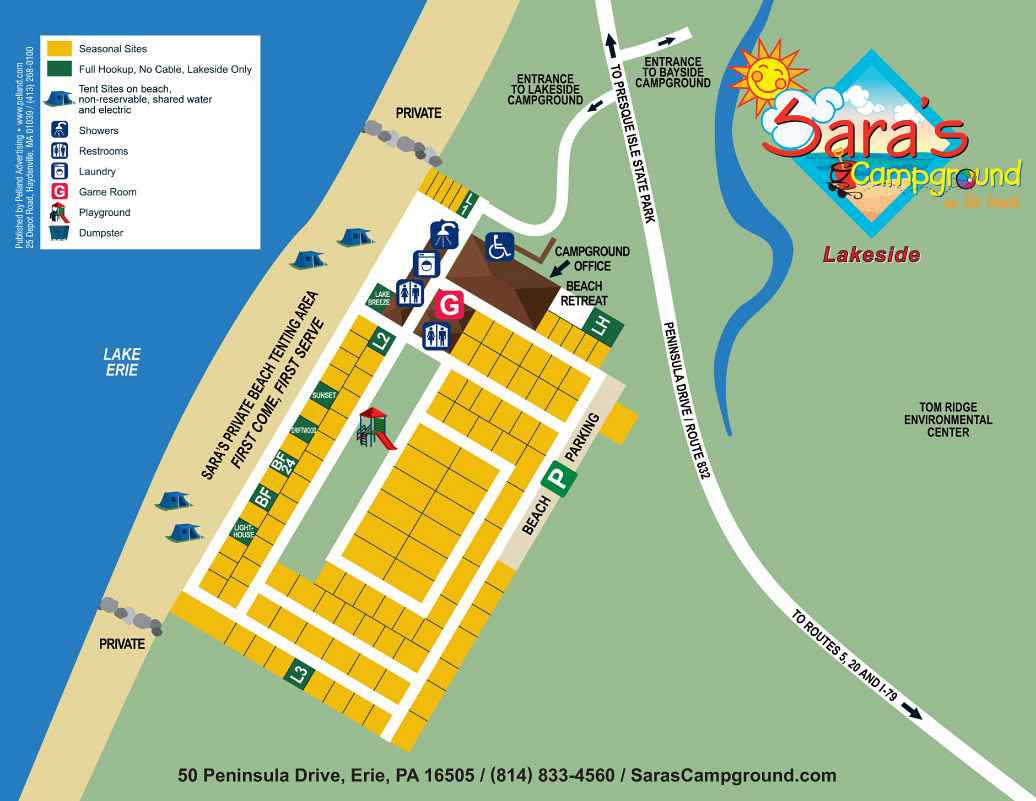 Published by Pelland Advertising • www.pelland.com
25 Depot Road, Haydenville, MA 01039 / (413) 268-0100
Seasonal Sites
Full Hookup, No Cable, Lakeside Only
Tent Sites on beach,
non-reservable, shared water
and electric
Showers
Restrooms
Laundry
G
Game Room
Playground
Dumpster
PRIVATE
ENTRANCE
TO LAKESIDE
CAMPGROUND
ENTRANCE
TO BAYSIDE
CAMPGROUND
TO PRESQUE ISLE STATE PARK
Sara's
Campground
on the beach
Lakeside
L
1
CAMPGROUND
OFFICE
BEACH
RETREAT
LAKE
BREEZE
G
LH
L2
LAKE
ERIE
SARA'S PRIVATE BEACH TENTING AREA
FIRST COME, FIRST SERVE
SUNSET
DRIFTWOOD
BF
24
BF
LIGHT-
HOUSE
BEACH P PARKING
PENINSULA DRIVE / ROUTE 832
TOM RIDGE
ENVIRONMENTAL
CENTER
PRIVATE
L3
TO ROUTES 5, 20 AND I-79
50 Peninsula Drive, Erie, PA 16505 / (814) 833-4560 / SarasCampground.com